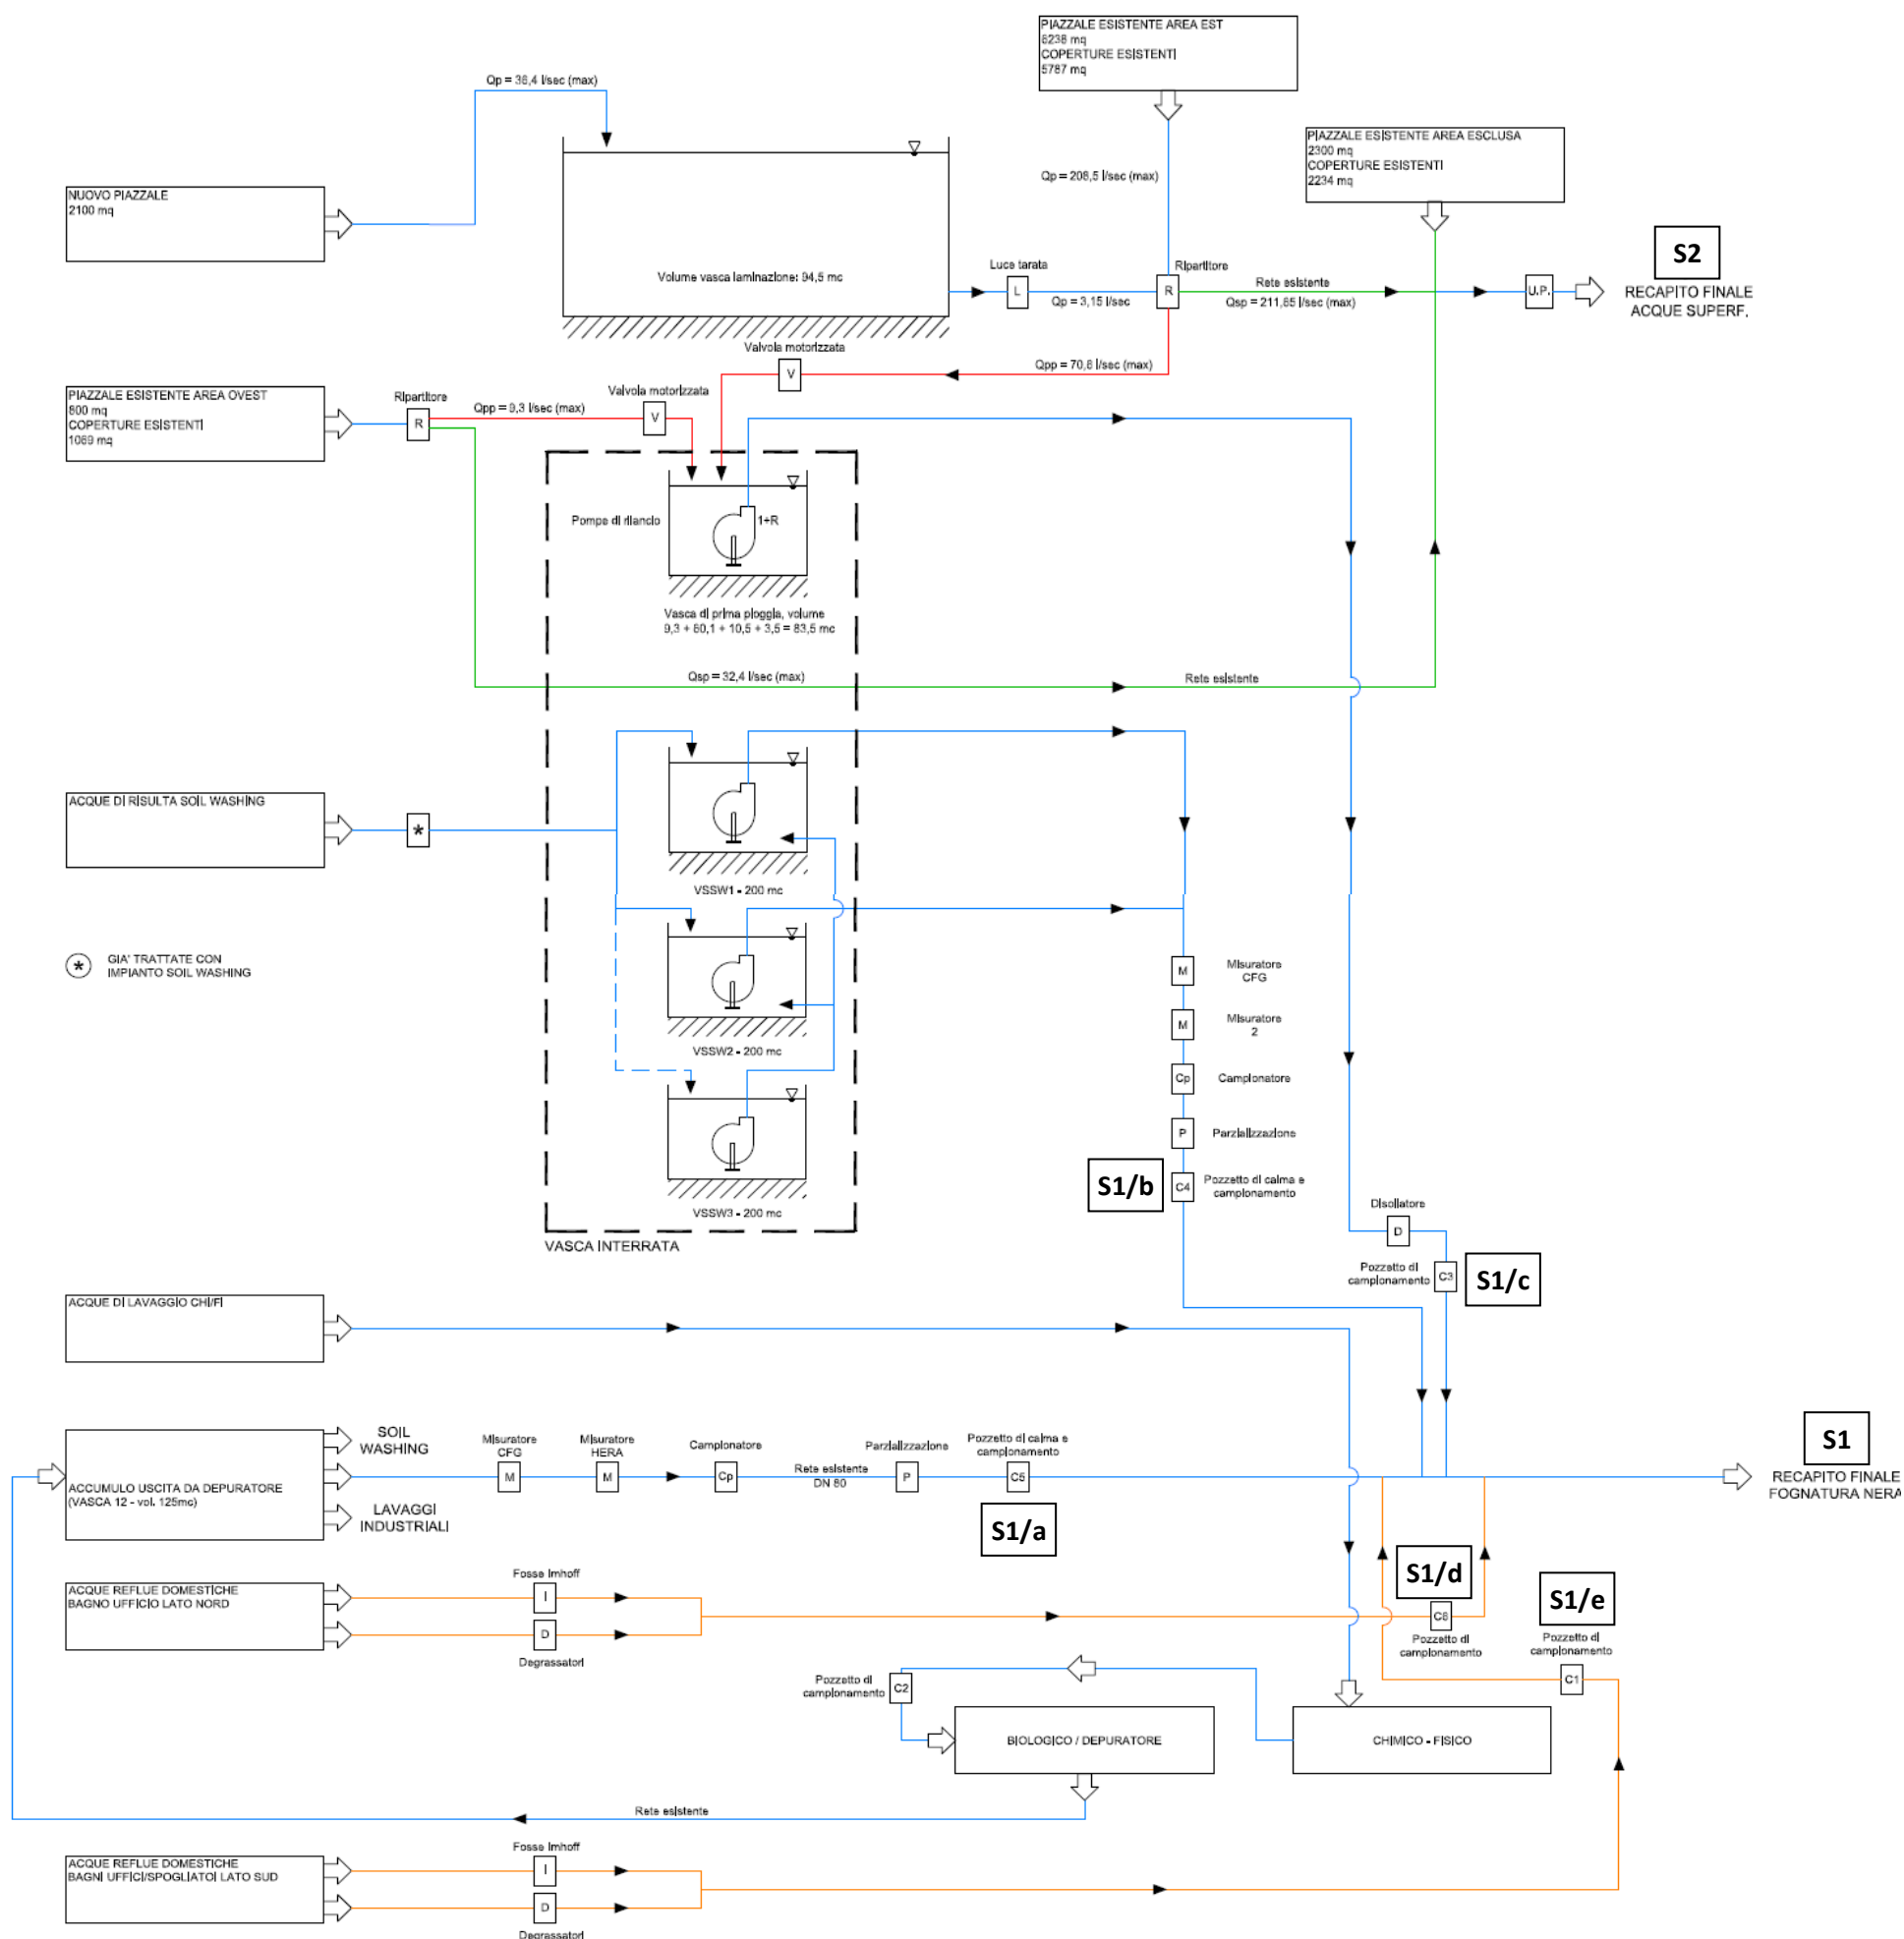 PIAZZALE ESISTENTE AREA EST
6238 mq
COPERTURE ESISTENTI
5787 mq
Qp = 36,4 l/sec (max)
PIAZZALE ESISTENTE AREA ESCLUSA
2300 mq
COPERTURE ESISTENTI
2234 mq
Qp = 208,5 l/sec (max)
NUOVO PIAZZALE
2100 mq
S2
Volume vasca laminazione: 94,5 mc
Luce tarata
L
Qp = 3,15 l/sec
Ripartitore
R
Rete esistente
Qsp = 211,65 l/sec (max)
U.P.
RECAPITO FINALE
ACQUE SUPERF.
Valvola motorizzata
V
Qpp = 70,6 l/sec (max)
PIAZZALE ESISTENTE AREA OVEST
800 mq
COPERTURE ESISTENTI
1069 mq
Ripartitore
R
Qpp = 9,3 l/sec (max)
Valvola motorizzata
V
Pompe di rilancio
1+R
Vasca di prima pioggia, volume
9,3 + 60,1 + 10,5 + 3,5 = 83,5 mc
Qsp = 32,4 l/sec (max)
Rete esistente
ACQUE DI RISULTA SOIL WASHING
*
VSSW1 - 200 mc
* GIA' TRATTATE CON
IMPIANTO SOIL WASHING
VSSW2 - 200 mc
VSSW3 - 200 mc
VASCA INTERRATA
M
Misuratore
CFG
M
Misuratore
2
Cp
Campionatore
P
Parzializzazione
S1/b
C4
Pozzetto di calma e
campionamento
Disoliatore
D
Pozzetto di
campionamento
C3
S1/c
ACQUE DI LAVAGGIO CHI/FI
ACCUMULO USCITA DA DEPURATORE
(VASCA 12 - vol. 125mc)
SOIL
WASHING
LAVAGGI
INDUSTRIALI
Misuratore
CFG
M
Misuratore
HERA
M
Campionatore
Cp
Rete esistente
DN 80
Parzializzazione
P
Pozzetto di calma e
campionamento
C5
S1/a
S1
RECAPITO FINALE
FOGNATURA NERA
ACQUE REFLUE DOMESTICHE
BAGNO UFFICIO LATO NORD
Fosse Imhoff
I
D
Degrassatori
S1/d
C6
Pozzetto di
campionamento
S1/e
Pozzetto di
campionamento
C1
Pozzetto di
campionamento
C2
BIOLOGICO / DEPURATORE
CHIMICO - FISICO
Rete esistente
ACQUE REFLUE DOMESTICHE
BAGNI UFFICI/SPOGLIATOI LATO SUD
Fosse Imhoff
I
D
Degrassatori